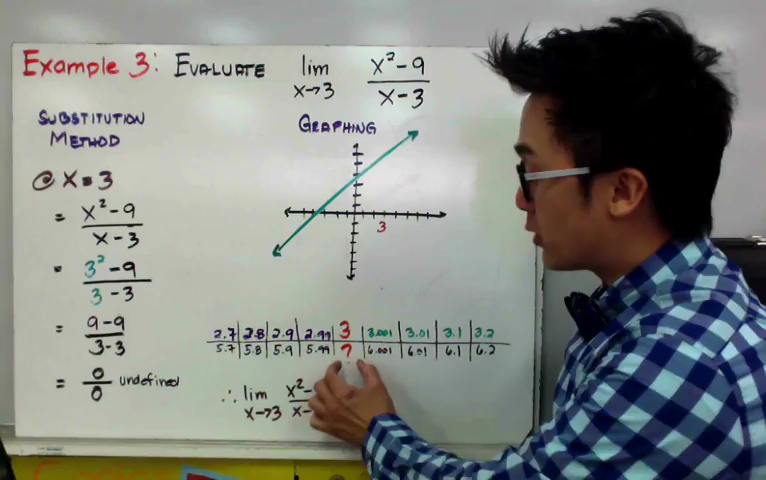 Example 3: EVALUATE lim x→3 x²-9 / x-3
SUBSTITUTION
METHOD
@ x = 3
= x²-9 / x-3
= 3²-9 / 3-3
= 9-9 / 3-3
= 0/0 undefined
GRAPHING
3
2.7 2.8 2.9 2.99 3 3.001 3.01 3.1 3.2
5.7 5.8 5.9 5.99 ? 6.001 6.01 6.1 6.2
∴ lim x→3 x²- / x-